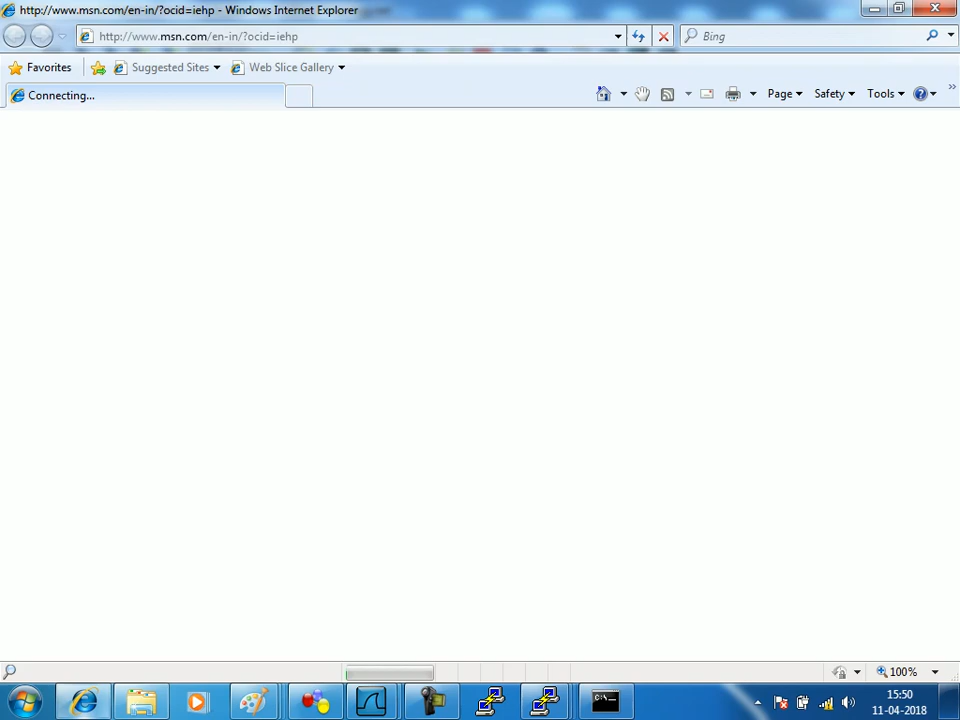 http://www.msn.com/en-in/?ocid=iehp - Windows Internet Explorer
http://www.msn.com/en-in/?ocid=iehp
Bing
Favorites
Suggested Sites
Web Slice Gallery
Connecting...
Page
Safety
Tools
100%
C:\.
15:50
11-04-2018